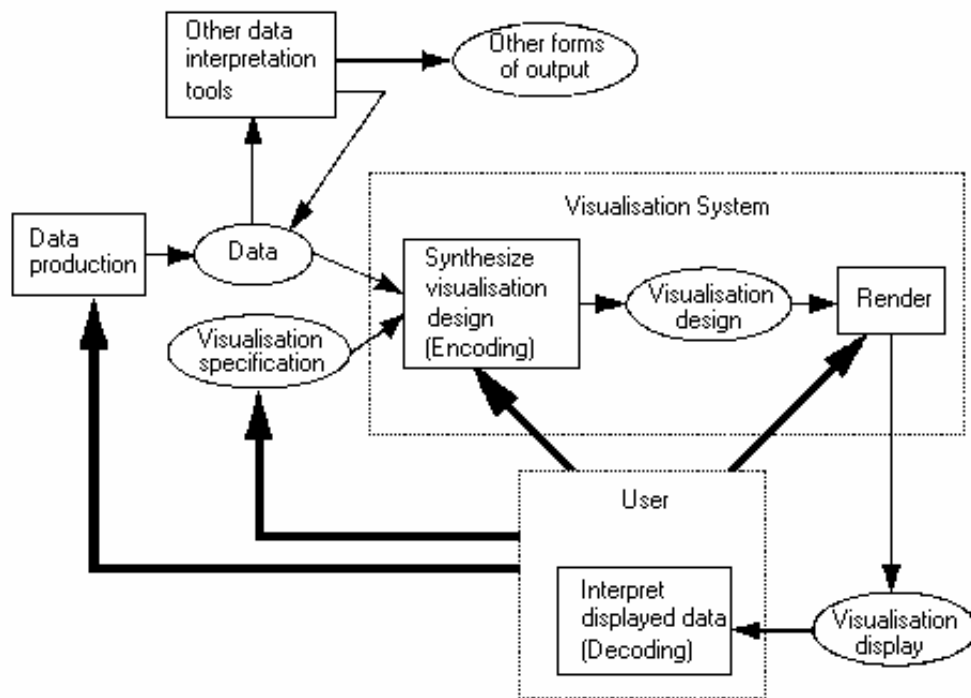 Other data
interpretation
tools
Other forms
of output
Visualisation System
Data
production
Data
Synthesize
visualisation
design
(Encoding)
Visualisation
design
Render
Visualisation
specification
User
Interpret
displayed data
(Decoding)
Visualisation
display